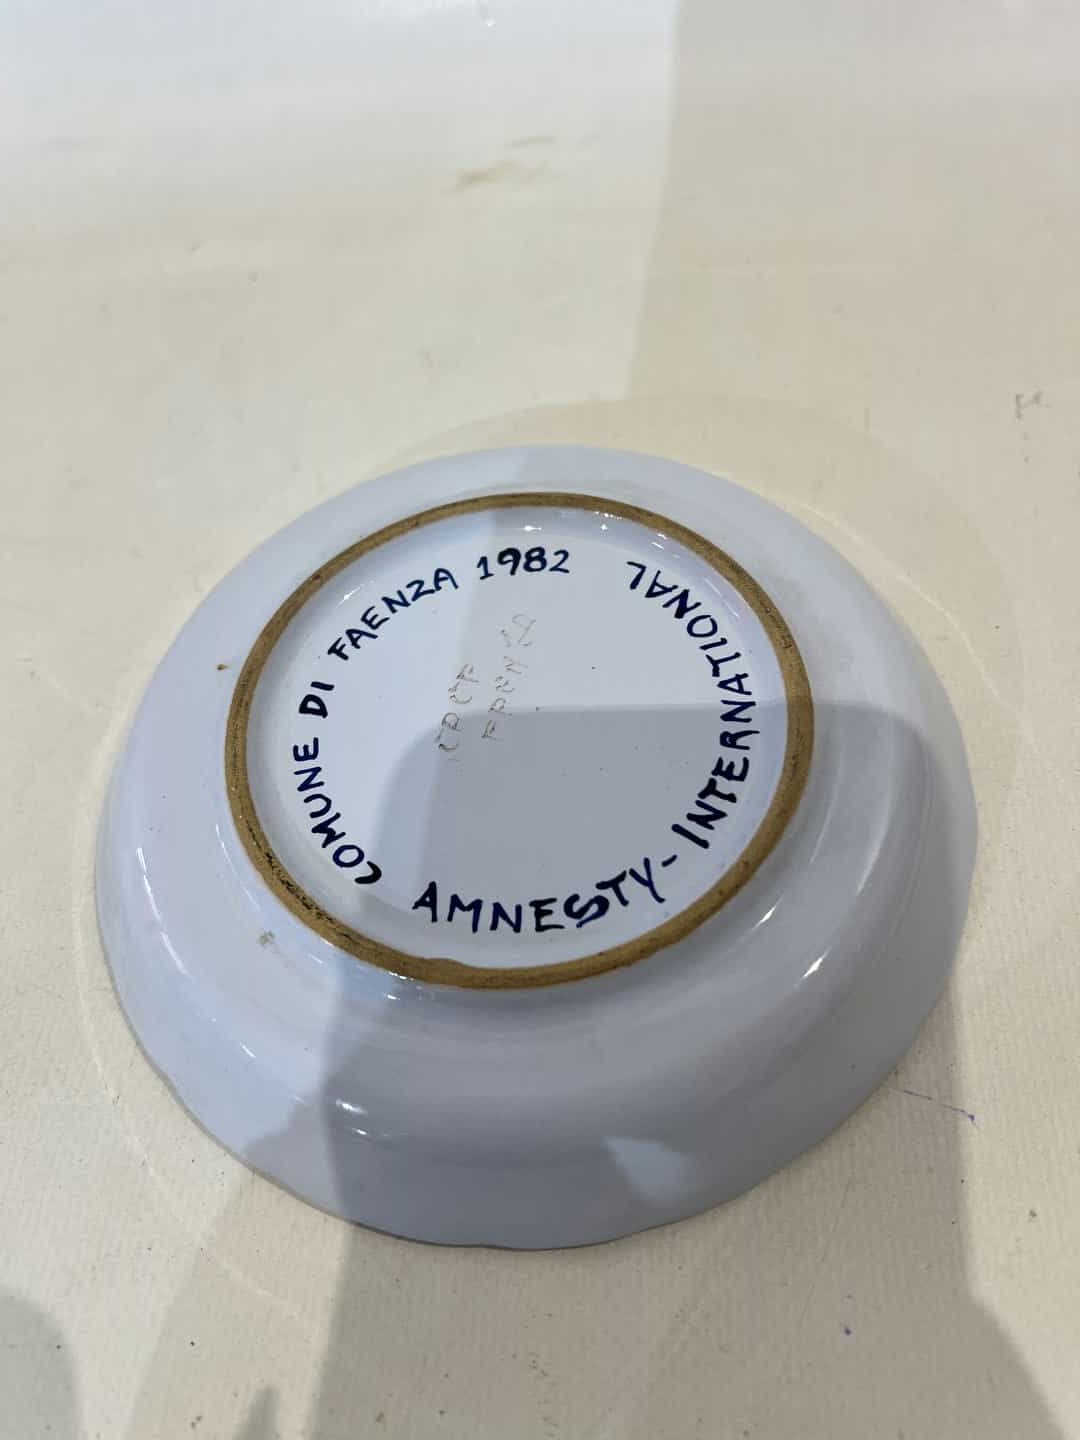 COMUNE DI FAENZA 1982
AMNESTY-INTERNATIONAL